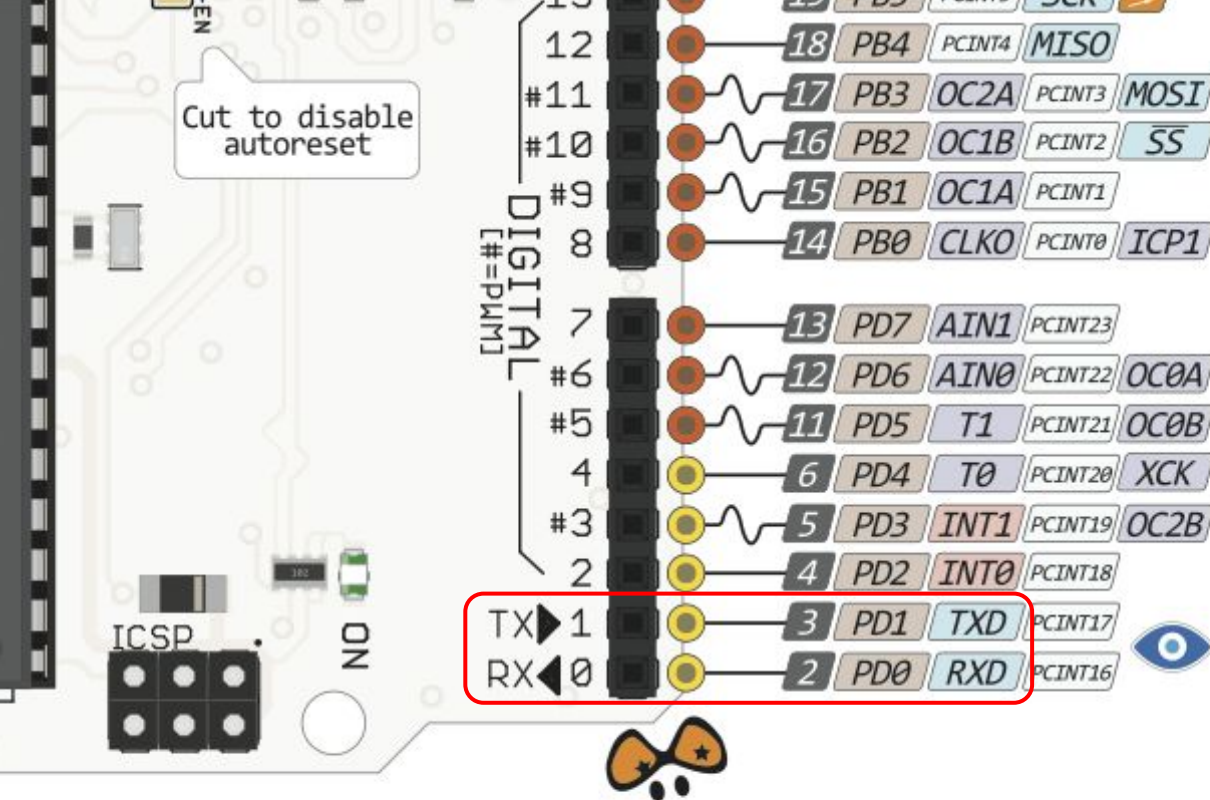 -EN
Cut to disable
autoreset
DIGITAL
[#=PWM]
12 18 PB4 PCINT4 MISO
#11 17 PB3 OC2A PCINT3 MOSI
#10 16 PB2 OC1B PCINT2 SS
#9 15 PB1 OC1A PCINT1
8 14 PB0 CLKO PCINT0 ICP1
7 13 PD7 AIN1 PCINT23
#6 12 PD6 AIN0 PCINT22 OC0A
#5 11 PD5 T1 PCINT21 OC0B
4 6 PD4 T0 PCINT20 XCK
#3 5 PD3 INT1 PCINT19 OC2B
2 4 PD2 INT0 PCINT18
TX 1 3 PD1 TXD PCINT17
RX 0 2 PD0 RXD PCINT16
102
ICSP
ON